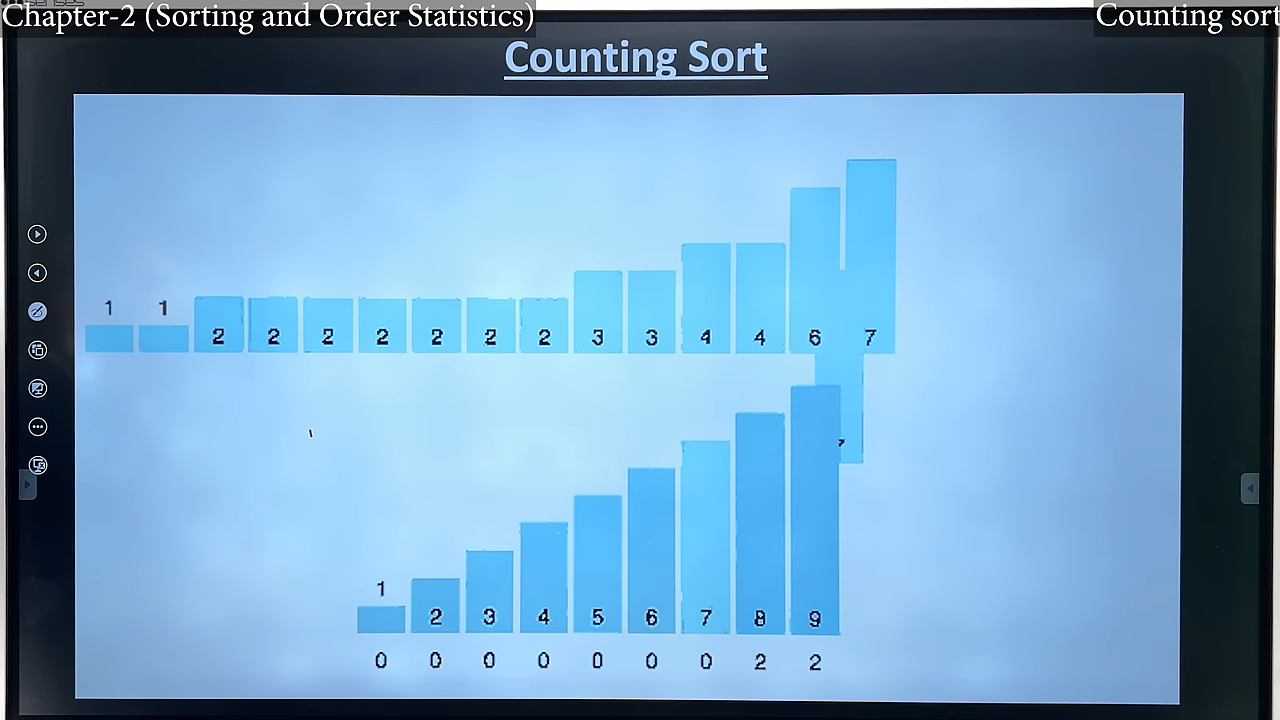 Chapter-2 (Sorting and Order Statistics)
Counting sort
Counting Sort
1 1 2 2 2 2 2 2 2 3 3 4 4 6 7
7
1 2 3 4 5 6 7 8 9
0 0 0 0 0 0 0 2 2